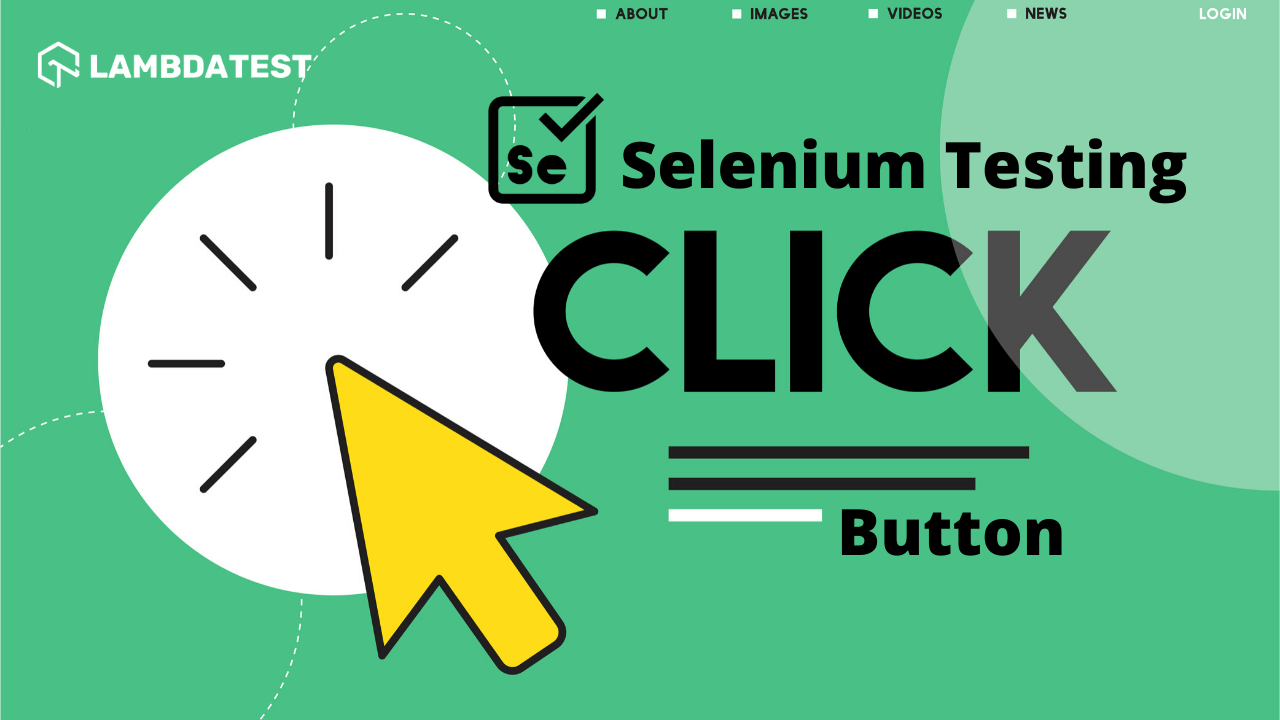 ABOUT IMAGES VIDEOS NEWS LOGIN
LAMBDATEST
Se Selenium Testing
CLICK
Button